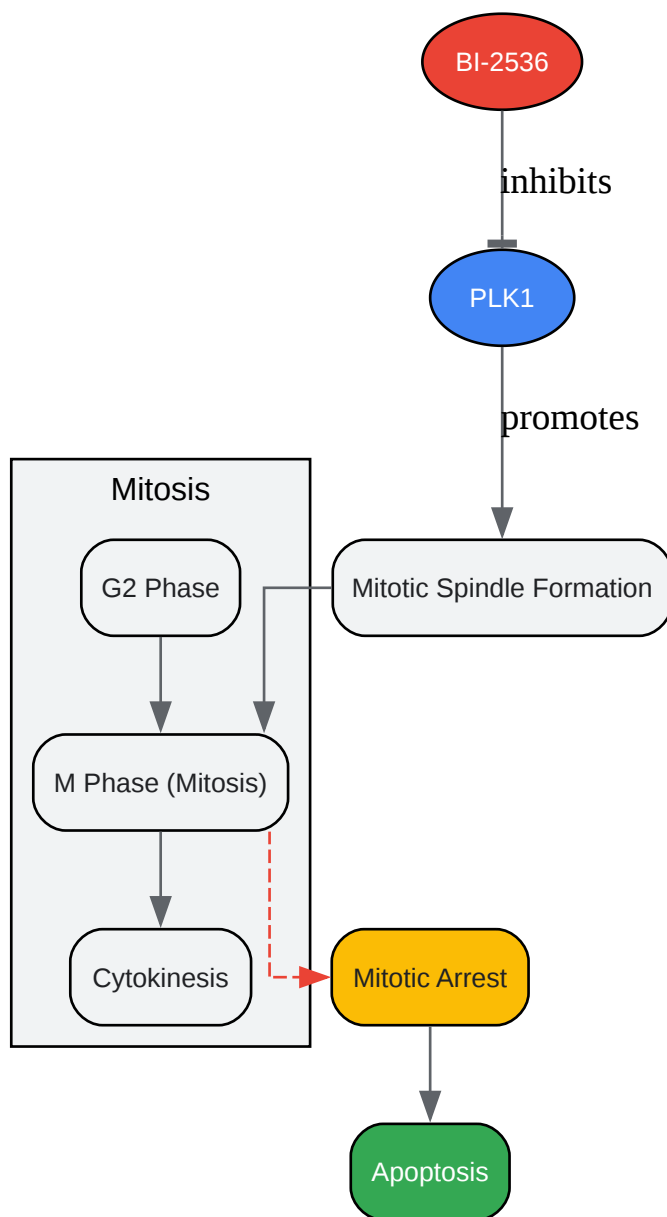 BI-2536
inhibits
PLK1
promotes
Mitosis
G2 Phase
Mitotic Spindle Formation
M Phase (Mitosis)
Cytokinesis
Mitotic Arrest
Apoptosis